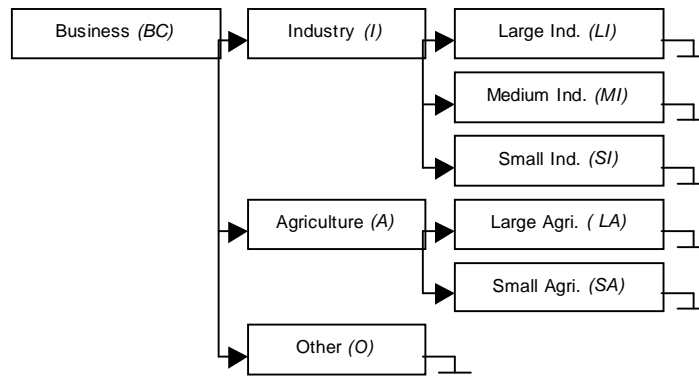 Business (BC)
Industry (I)
Large Ind. (LI)
Medium Ind. (MI)
Small Ind. (SI)
Agriculture (A)
Large Agri. ( LA)
Small Agri. (SA)
Other (O)